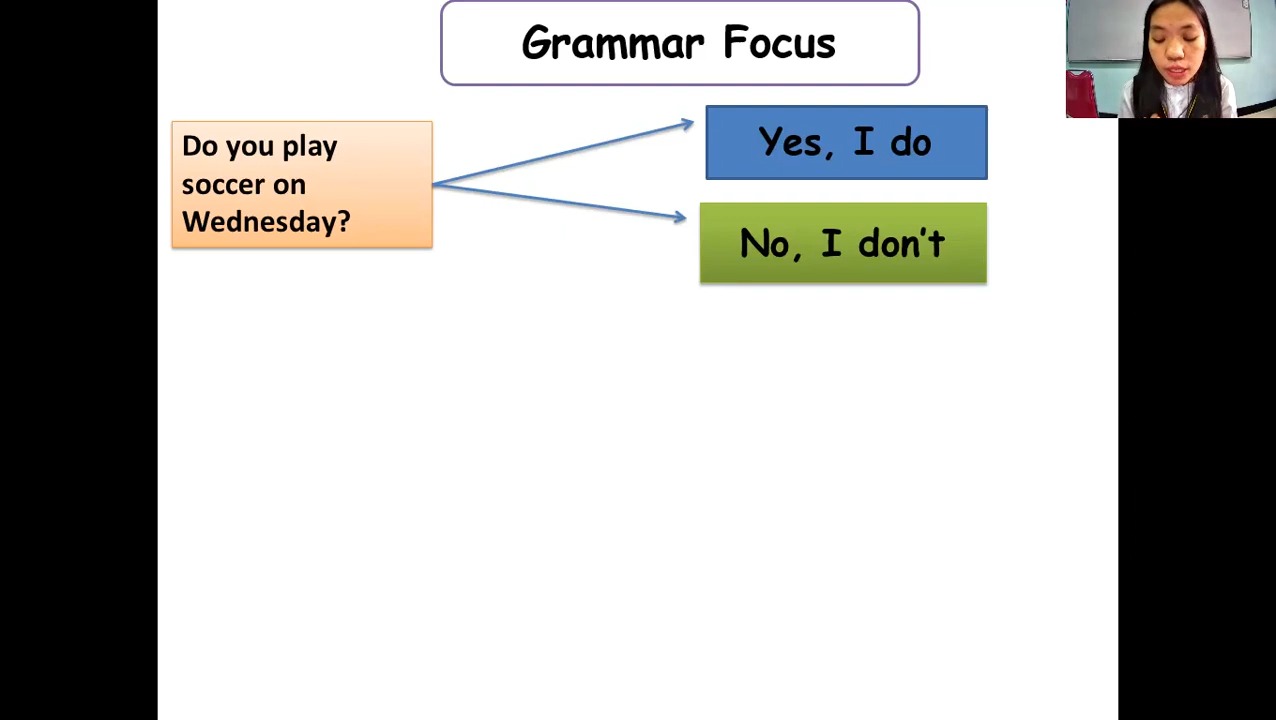 Grammar Focus
Do you play
soccer on
Wednesday?
Yes, I do
No, I don't